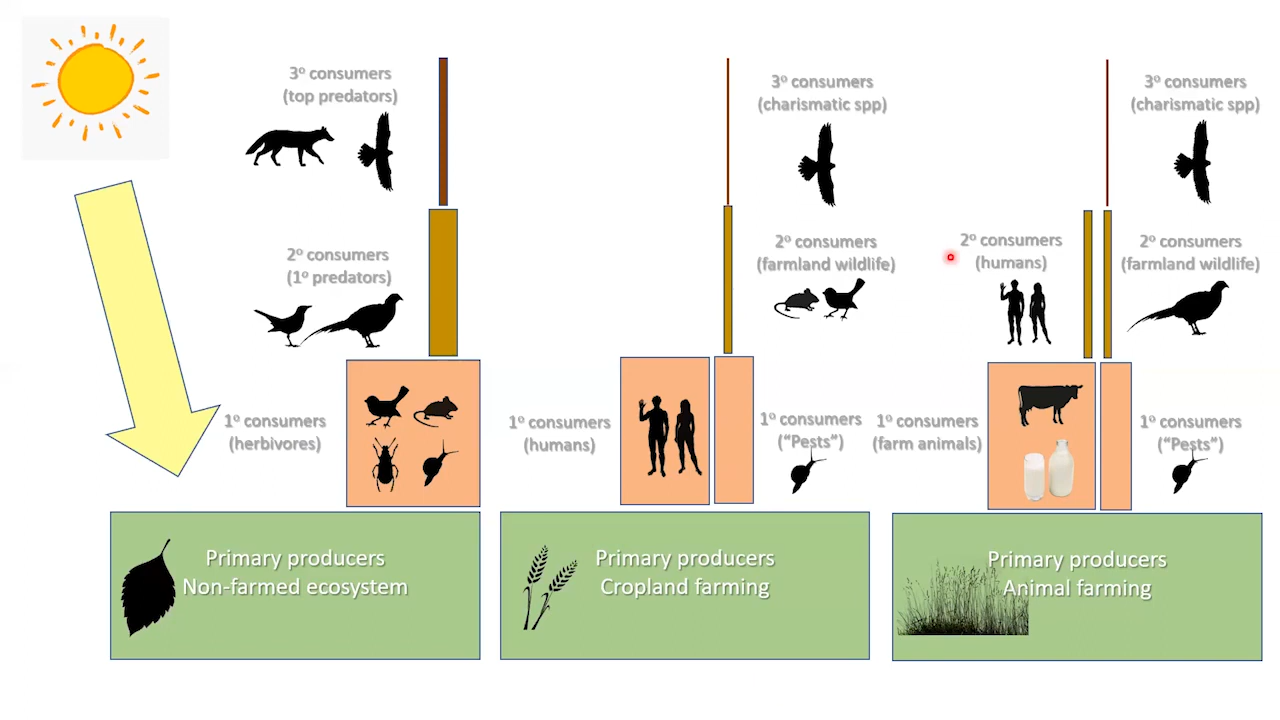 3º consumers
(top predators)
2º consumers
(1º predators)
1º consumers
(herbivores)
Primary producers
Non-farmed ecosystem
3º consumers
(charismatic spp)
2º consumers
(farmland wildlife)
1º consumers
(humans)
1º consumers
("Pests")
Primary producers
Cropland farming
3º consumers
(charismatic spp)
2º consumers
(humans)
2º consumers
(farmland wildlife)
1º consumers
(farm animals)
1º consumers
("Pests")
Primary producers
Animal farming